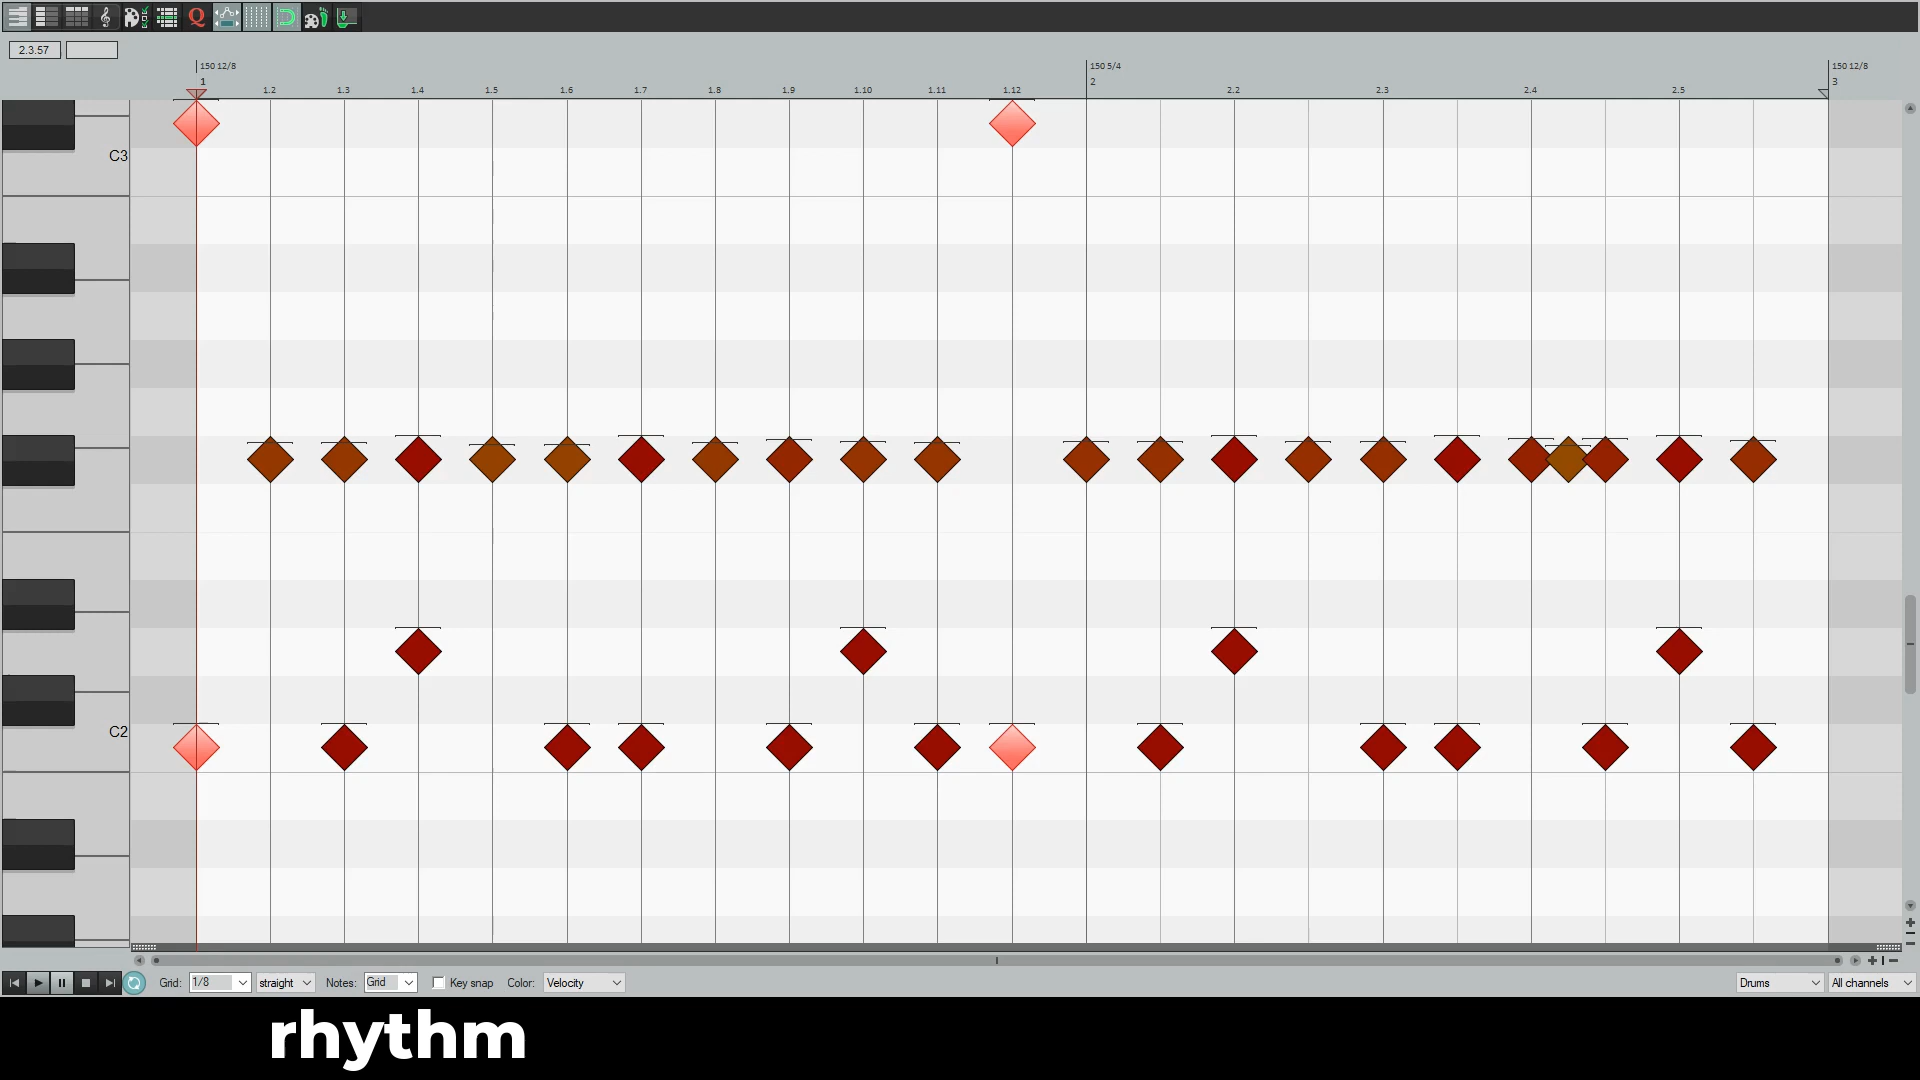 Q
2.3.57
150 12/8
150 5/4
150 12/8
1
2
3
1.2 1.3 1.4 1.5 1.6 1.7 1.8 1.9 1.10 1.11 1.12 2.2 2.3 2.4 2.5
C3
C2
Grid: 1/8 straight Notes: Grid Key snap Color: Velocity Drums All channels
rhythm